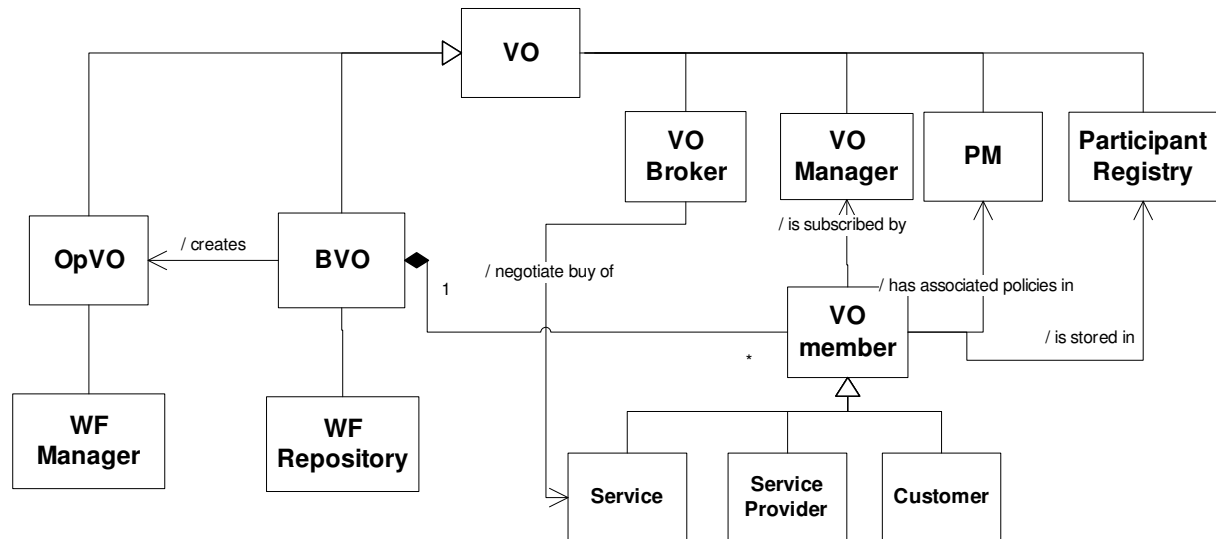 VO
VO
Broker
VO
Manager
PM
Participant
Registry
/ is subscribed by
OpVO
/ creates
BVO
/ negotiate buy of
/ has associated policies in
1
VO
member
/ is stored in
*
WF
Manager
WF
Repository
Service
Service
Provider
Customer